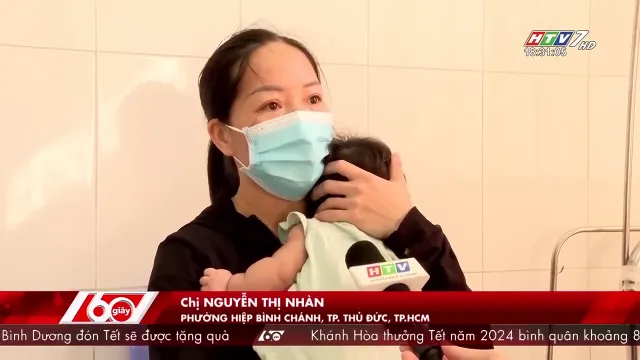 HTV7 HD
18:31:05
HTV
60 giây
Chị NGUYỄN THỊ NHÀN
PHƯỜNG HIỆP BÌNH CHÁNH, TP. THỦ ĐỨC, TP.HCM
Bình Dương đón Tết sẽ được tặng quà Khánh Hòa thưởng Tết năm 2024 bình quân khoảng 8